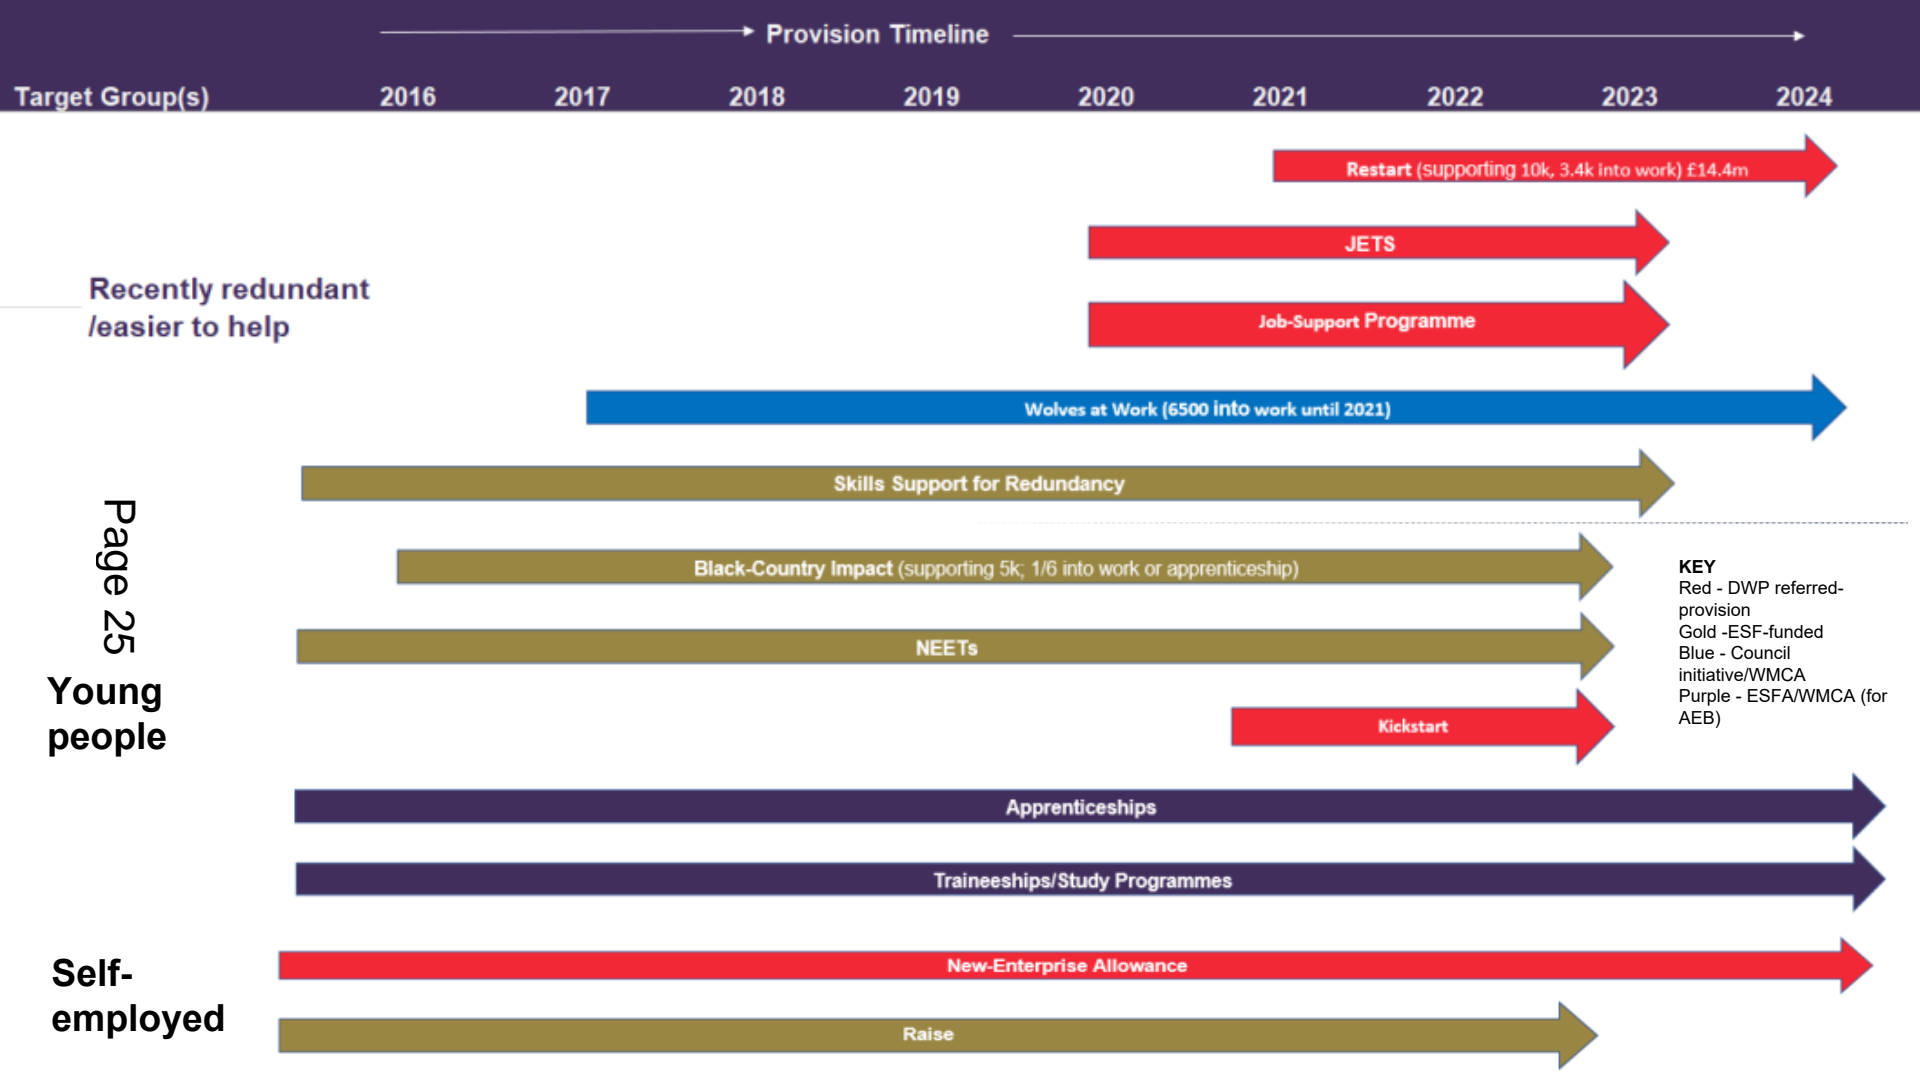 Provision Timeline
Target Group(s) 2016 2017 2018 2019 2020 2021 2022 2023 2024
Restart (supporting 10k, 3.4k into work) £14.4m
JETS
Recently redundant
/easier to help
Job-Support Programme
Wolves at Work (6500 into work until 2021)
Skills Support for Redundancy
Page 25
Black-Country Impact (supporting 5k; 1/6 into work or apprenticeship)
NEETs
KEY
Red - DWP referred-
provision
Gold -ESF-funded
Blue - Council
initiative/WMCA
Purple - ESFA/WMCA (for
AEB)
Young
people
Kickstart
Apprenticeships
Traineeships/Study Programmes
Self-
employed
New-Enterprise Allowance
Raise